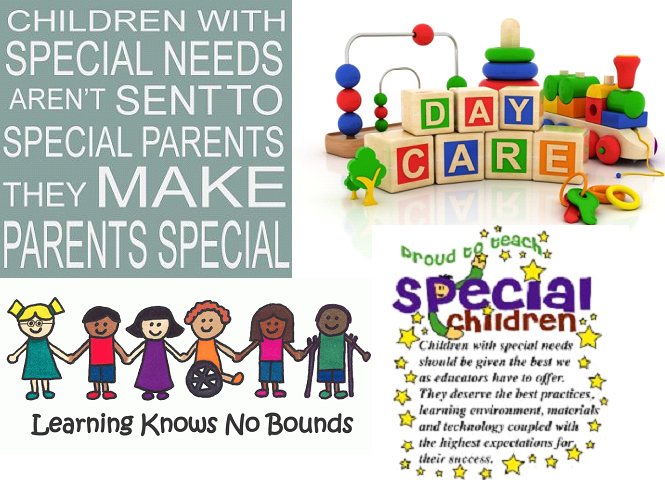 CHILDREN WITH
SPECIAL NEEDS
AREN'T SENT TO
SPECIAL PARENTS
THEY MAKE
PARENTS SPECIAL
DAY
CARE
Learning Knows No Bounds
proud to teach
special
children
Children with special needs
should be given the best we
as educators have to offer.
They deserve the best practices,
learning environment, materials
and technology coupled with
the highest expectations for
their success.